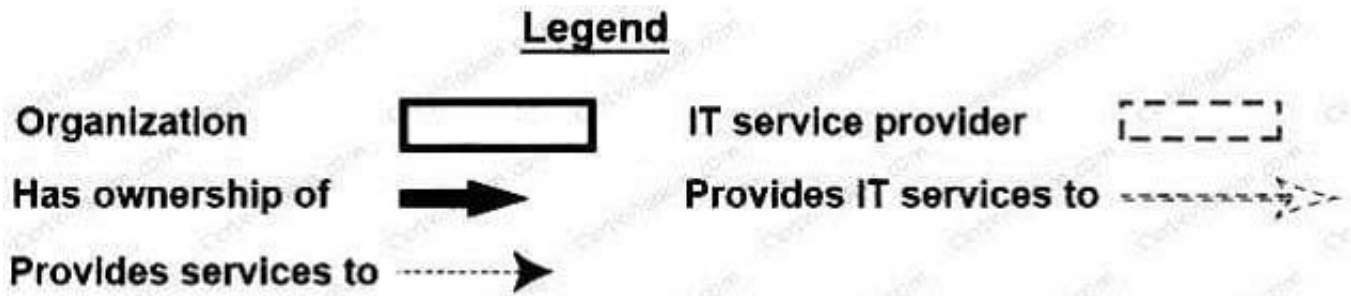 Legend
Organization
IT service provider
Has ownership of
Provides IT services to
Provides services to